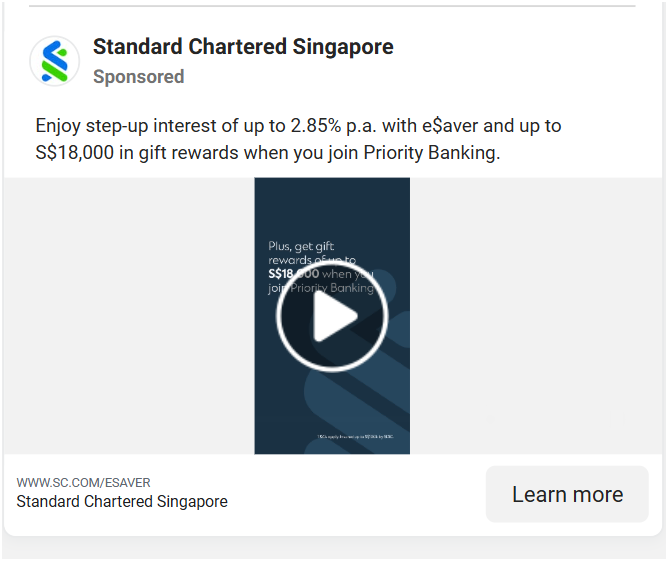 Standard Chartered Singapore
Sponsored
Enjoy step-up interest of up to 2.85% p.a. with e$aver and up to
S$18,000 in gift rewards when you join Priority Banking.
Plus, get gift
rewards of up to
S$18,000 when you
join Priority Banking
WWW.SC.COM/ESAVER
Standard Chartered Singapore
Learn more